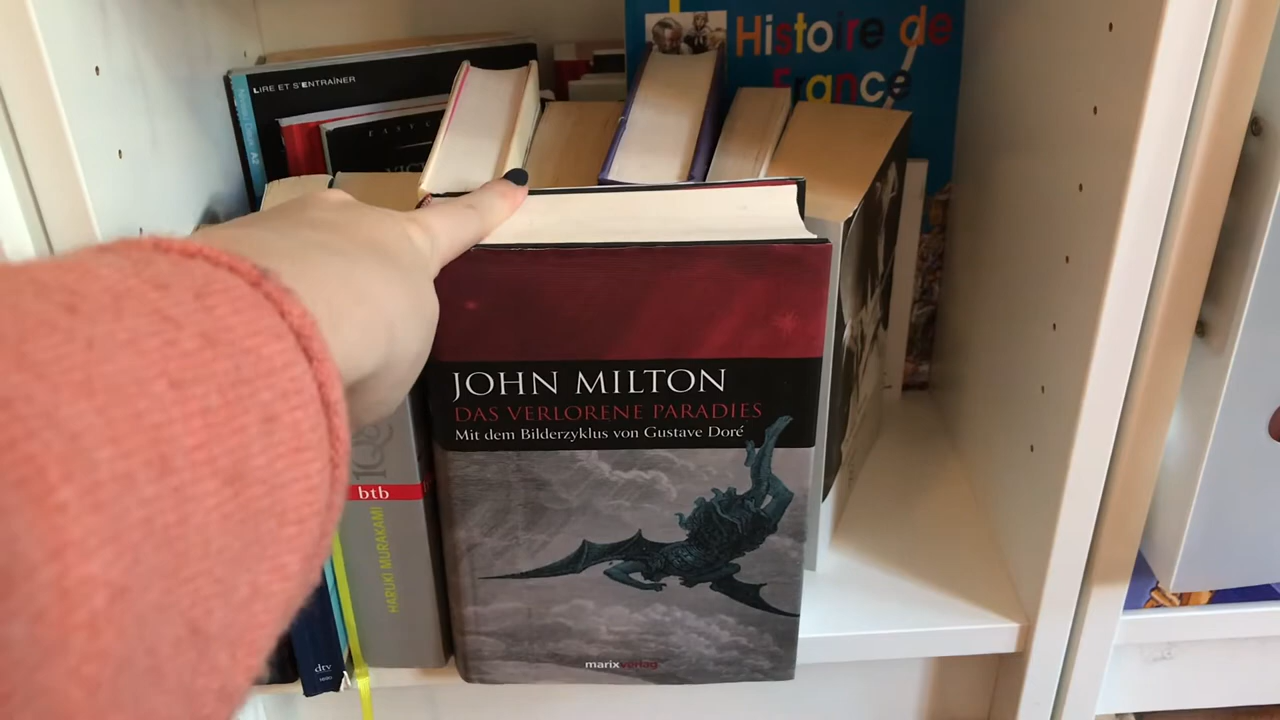 Histoire de
France
LIRE ET S'ENTRAÎNER
JOHN MILTON
DAS VERLORENE PARADIES
Mit dem Bilderzyklus von Gustave Doré
btb
HARUKI MURAKAMI
marixverlag
dtv